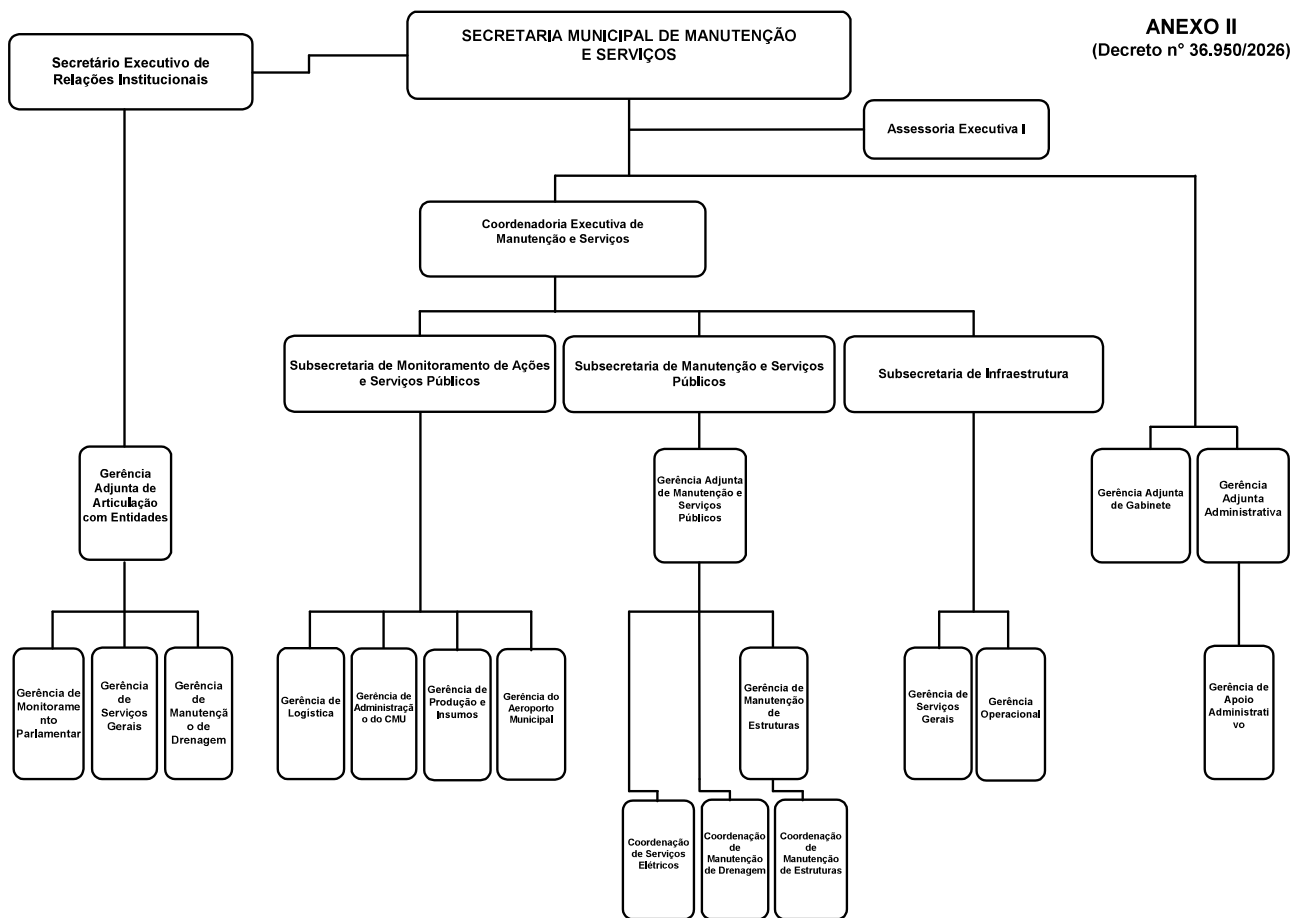 SECRETARIA MUNICIPAL DE MANUTENÇÃO
E SERVIÇOS
ANEXO II
(Decreto n° 36.950/2026)
Secretário Executivo de
Relações Institucionais
Assessoria Executiva I
Coordenadoria Executiva de
Manutenção e Serviços
Subsecretaria de Monitoramento de Ações
e Serviços Públicos
Subsecretaria de Manutenção e Serviços
Públicos
Subsecretaria de Infraestrutura
Gerência
Adjunta de
Articulação
com Entidades
Gerência Adjunta
de Manutenção e
Serviços
Públicos
Gerência Adjunta
de Gabinete
Gerência
Adjunta
Administrativa
Gerência de
Monitorame
nto
Parlamentar
Gerência
de
Serviços
Gerais
Gerência
de
Manutençã
o de
Drenagem
Gerência de
Logística
Gerência de
Administraçã
o do CMU
Gerência de
Produção e
Insumos
Gerência do
Aeroporto
Municipal
Gerência de
Manutenção
de
Estruturas
Gerência de
Serviços
Gerais
Gerência
Operacional
Gerência de
Apoio
Administrati
vo
Coordenação
de Serviços
Elétricos
Coordenação
de
Manutenção
de Drenagem
Coordenação
de
Manutenção
de Estruturas